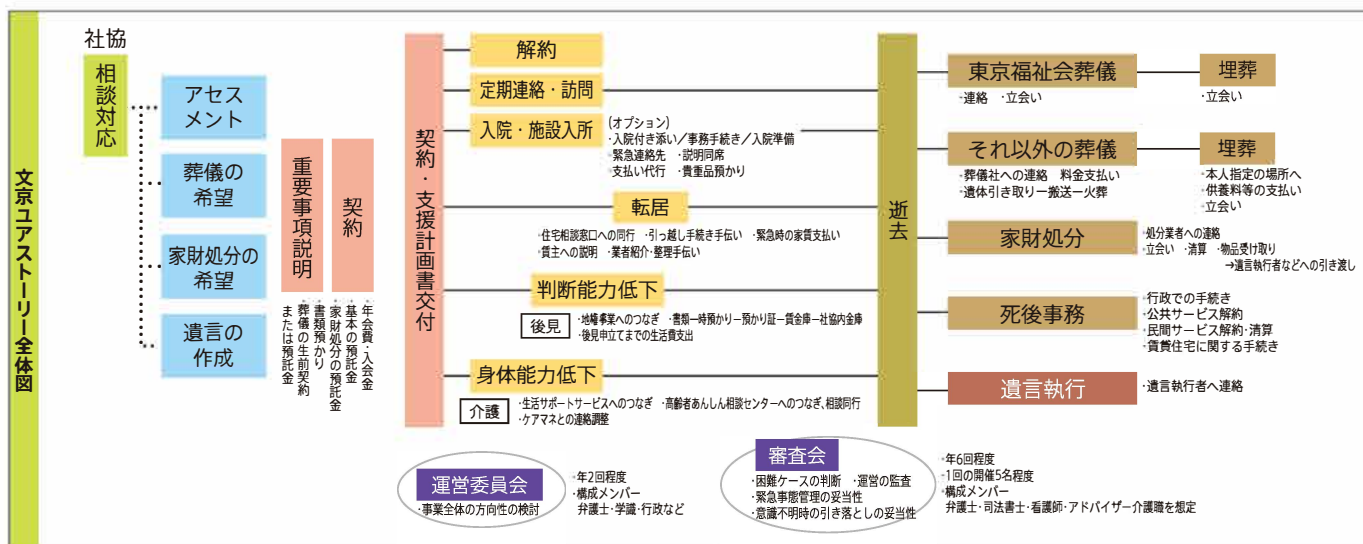 文京ユアストーリー全体図
社協
相談対応
アセス
メント
葬儀の
希望
家財処分の
希望
遺言の
作成
重要事項説明
契約
・年会費・入会金
・基本の預託金
・家財処分の預託金
・書類預かり
・葬儀の生前契約
または預託金
契約・支援計画書交付
解約
定期連絡・訪問
入院・施設入所
(オプション)
・入院付き添い／事務手続き／入院準備
・緊急連絡先 ・説明同席
・支払い代行 ・貴重品預かり
転居
・住宅相談窓口への同行 ・引っ越し手続き手伝い ・緊急時の家賃支払い
・賃主への説明 ・業者紹介・整理手伝い
判断能力低下
後見
・地権事業へのつなぎ ・書類一時預かりー預かり証ー賃金庫ー社協内金庫
・後見申立てまでの生活費支出
身体能力低下
介護
・生活サポートサービスへのつなぎ ・高齢者あんしん相談センターへのつなぎ、相談同行
・ケアマネとの連絡調整
逝去
東京福祉会葬儀
・連絡 ・立会い
埋葬
・立会い
それ以外の葬儀
・葬儀社への連絡 料金支払い
・遺体引き取りー搬送ー火葬
埋葬
・本人指定の場所へ
・供養料等の支払い
・立会い
家財処分
・処分業者への連絡
・立会い ・清算 ・物品受け取り
→遺言執行者などへの引き渡し
死後事務
・行政での手続き
・公共サービス解約
・民間サービス解約・清算
・賃貸住宅に関する手続き
遺言執行
・遺言執行者へ連絡
運営委員会
・事業全体の方向性の検討
・年2回程度
・構成メンバー
弁護士・学識・行政など
審査会
・困難ケースの判断 ・運営の監査
・緊急事態管理の妥当性
・意識不明時の引き落としの妥当性
・年6回程度
・1回の開催5名程度
・構成メンバー
弁護士・司法書士・看護師・アドバイザー介護職を想定